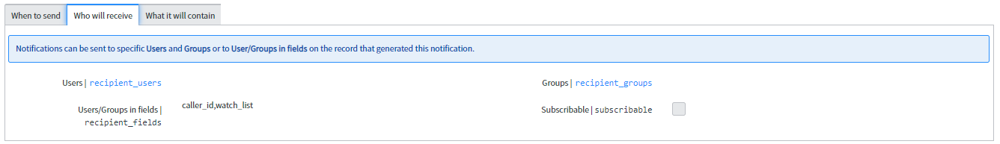 When to send
Who will receive
What it will contain
Notifications can be sent to specific Users and Groups or to User/Groups in fields on the record that generated this notification.
Users | recipient_users
Groups | recipient_groups
Users/Groups in fields |
recipient_fields
caller_id,watch_list
Subscribable | subscribable